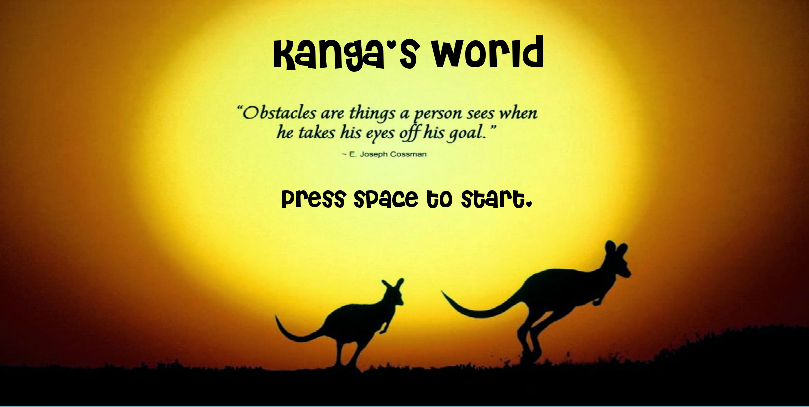 Kanga's World
“Obstacles are things a person sees when
he takes his eyes off his goal.”
~ E. Joseph Cossman
Press space to start.